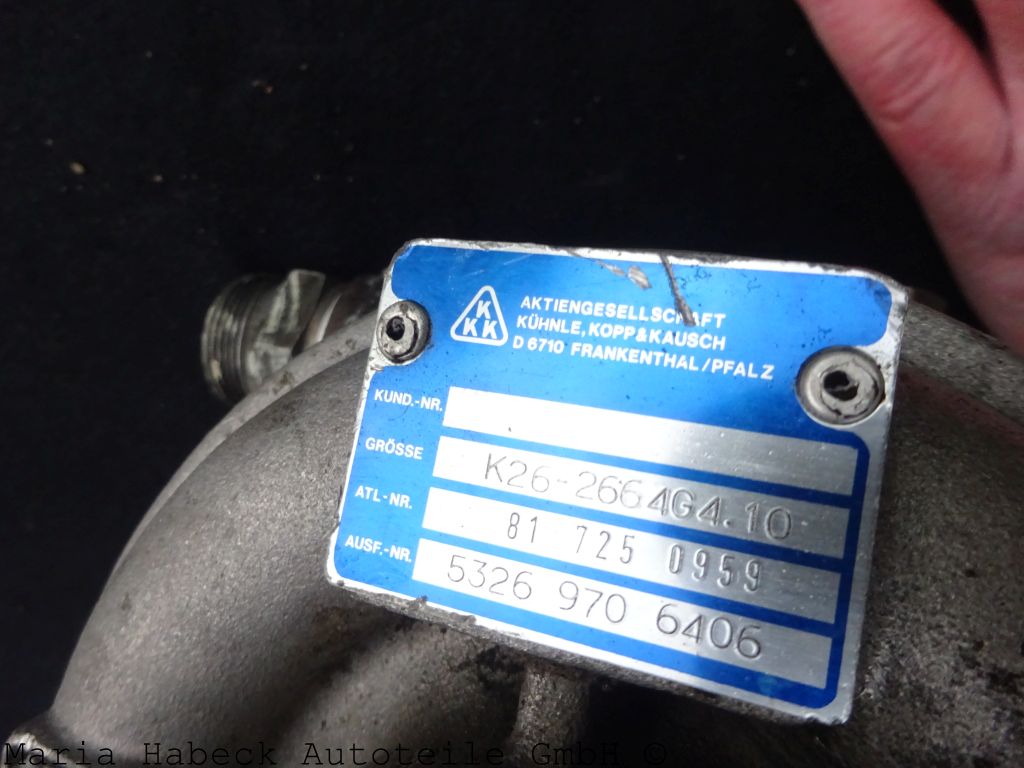 K
KK
AKTIENGESELLSCHAFT
KÜHNLE, KOPP & KAUSCH
D 6710 FRANKENTHAL/PFALZ
KUND.-NR.
GRÖSSE K26-2664G4.10
ATL-NR. 81 725 0959
AUSF.-NR. 5326 970 6406
Maria Habeck Autoteile GmbH ©